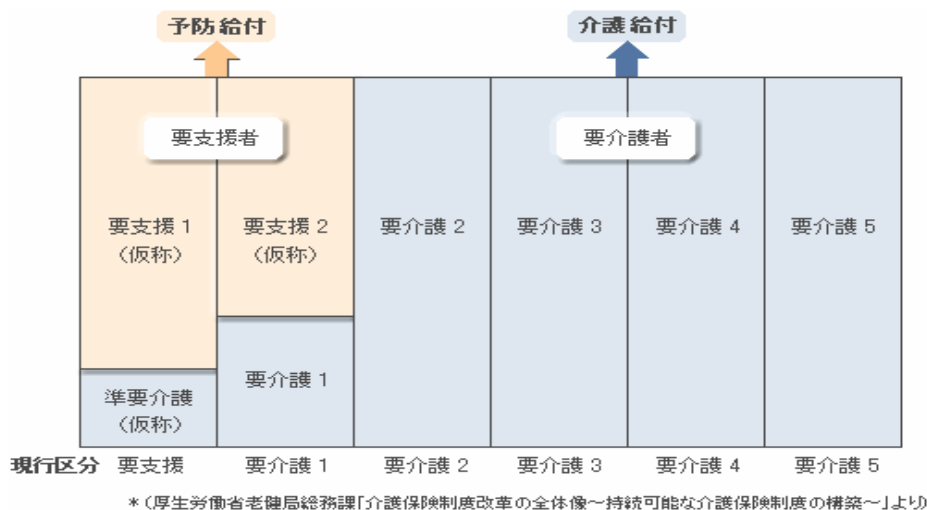 予防給付
介護給付
要支援者
要介護者
要支援1
(仮称)
要支援2
(仮称)
要介護2
要介護3
要介護4
要介護5
準要介護
(仮称)
要介護1
現行区分 要支援 要介護1 要介護2 要介護3 要介護4 要介護5
*(厚生労働省老健局総務課「介護保険制度改革の全体像~持続可能な介護保険制度の構築~」より)